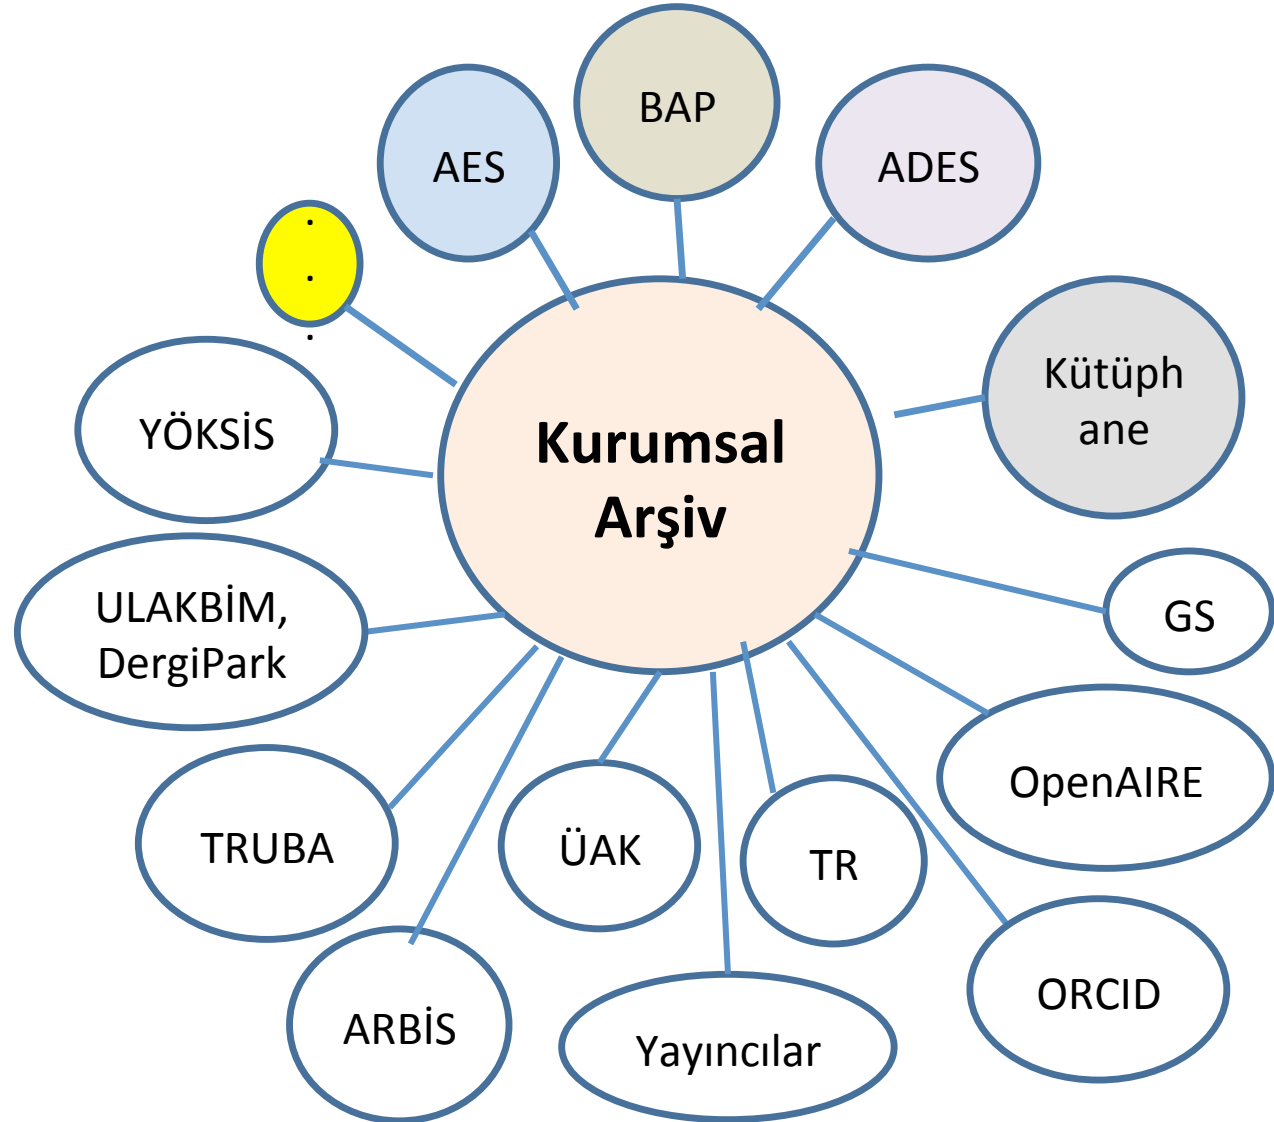 BAP
AES
ADES
.
.
.
Kütüph
ane
YÖKSİS
Kurumsal
Arşiv
ULAKBİM,
DergiPark
GS
OpenAIRE
TRUBA
ÜAK
TR
ORCID
ARBİS
Yayıncılar